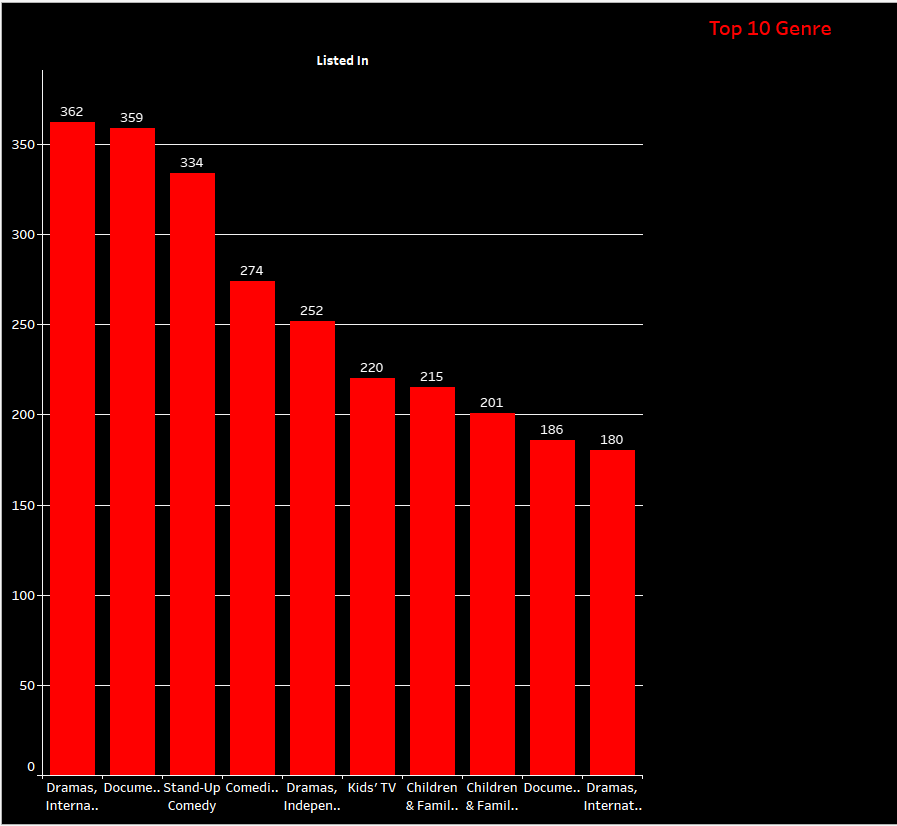 Top 10 Genre
Listed In
362
359
334
274
252
220
215
201
186
180
350
300
250
200
150
100
50
0
Dramas, Interna..
Docume..
Stand-Up Comedy
Comedi..
Dramas, Indepen..
Kids' TV
Children & Famil..
Children & Famil..
Docume..
Dramas, Internat..